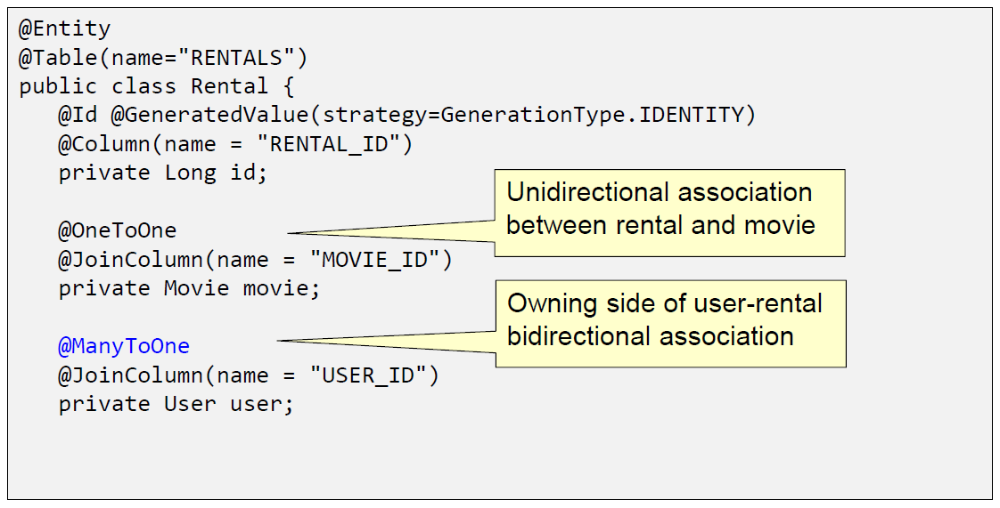 @Entity
@Table(name="RENTALS")
public class Rental {
@Id @GeneratedValue(strategy=GenerationType.IDENTITY)
@Column(name = "RENTAL_ID")
private Long id;
@OneToOne
@JoinColumn(name = "MOVIE_ID")
private Movie movie;
@ManyToOne
@JoinColumn(name = "USER_ID")
private User user;
Unidirectional association
between rental and movie
Owning side of user-rental
bidirectional association